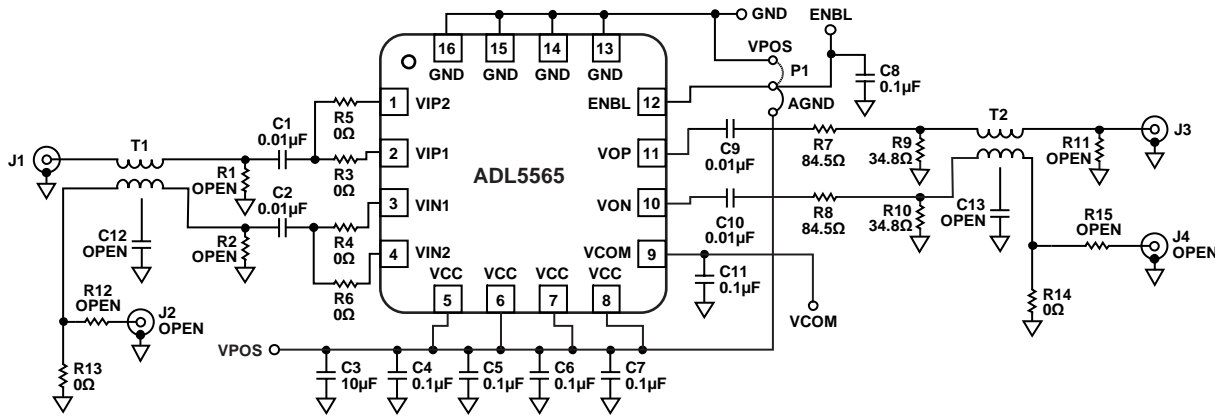 GND
ENBL
VPOS
P1
C8
0.1µF
AGND
16
15
14
13
GND
GND
GND
GND
ENBL
12
1
VIP2
2
VIP1
3
VIN1
4
VIN2
ADL5565
VOP
11
VON
10
VCOM
9
VCC
VCC
VCC
VCC
5
6
7
8
J1
T1
R1
OPEN
C1
0.01µF
R5
0Ω
R3
0Ω
C2
0.01µF
R4
0Ω
R6
0Ω
R2
OPEN
C12
OPEN
R12
OPEN
J2
OPEN
R13
0Ω
C9
0.01µF
R7
84.5Ω
R9
34.8Ω
T2
R11
OPEN
J3
C10
0.01µF
R8
84.5Ω
R10
34.8Ω
C13
OPEN
R15
OPEN
J4
OPEN
R14
0Ω
C11
0.1µF
VCOM
VPOS
C3
10µF
C4
0.1µF
C5
0.1µF
C6
0.1µF
C7
0.1µF